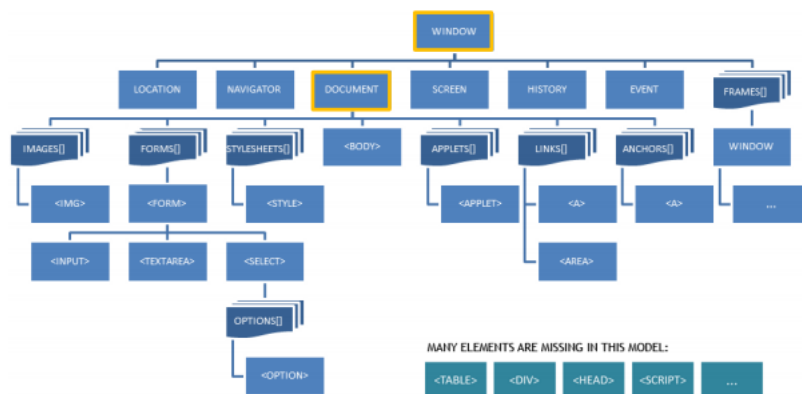 WINDOW
LOCATION
NAVIGATOR
DOCUMENT
SCREEN
HISTORY
EVENT
FRAMES[]
IMAGES[]
FORMS[]
STYLESHEETS[]
<BODY>
APPLETS[]
LINKS[]
ANCHORS[]
WINDOW
<IMG>
<FORM>
<STYLE>
<APPLET>
<A>
<A>
...
<INPUT>
<TEXTAREA>
<SELECT>
<AREA>
OPTIONS[]
<OPTION>
MANY ELEMENTS ARE MISSING IN THIS MODEL:
<TABLE>
<DIV>
<HEAD>
<SCRIPT>
...